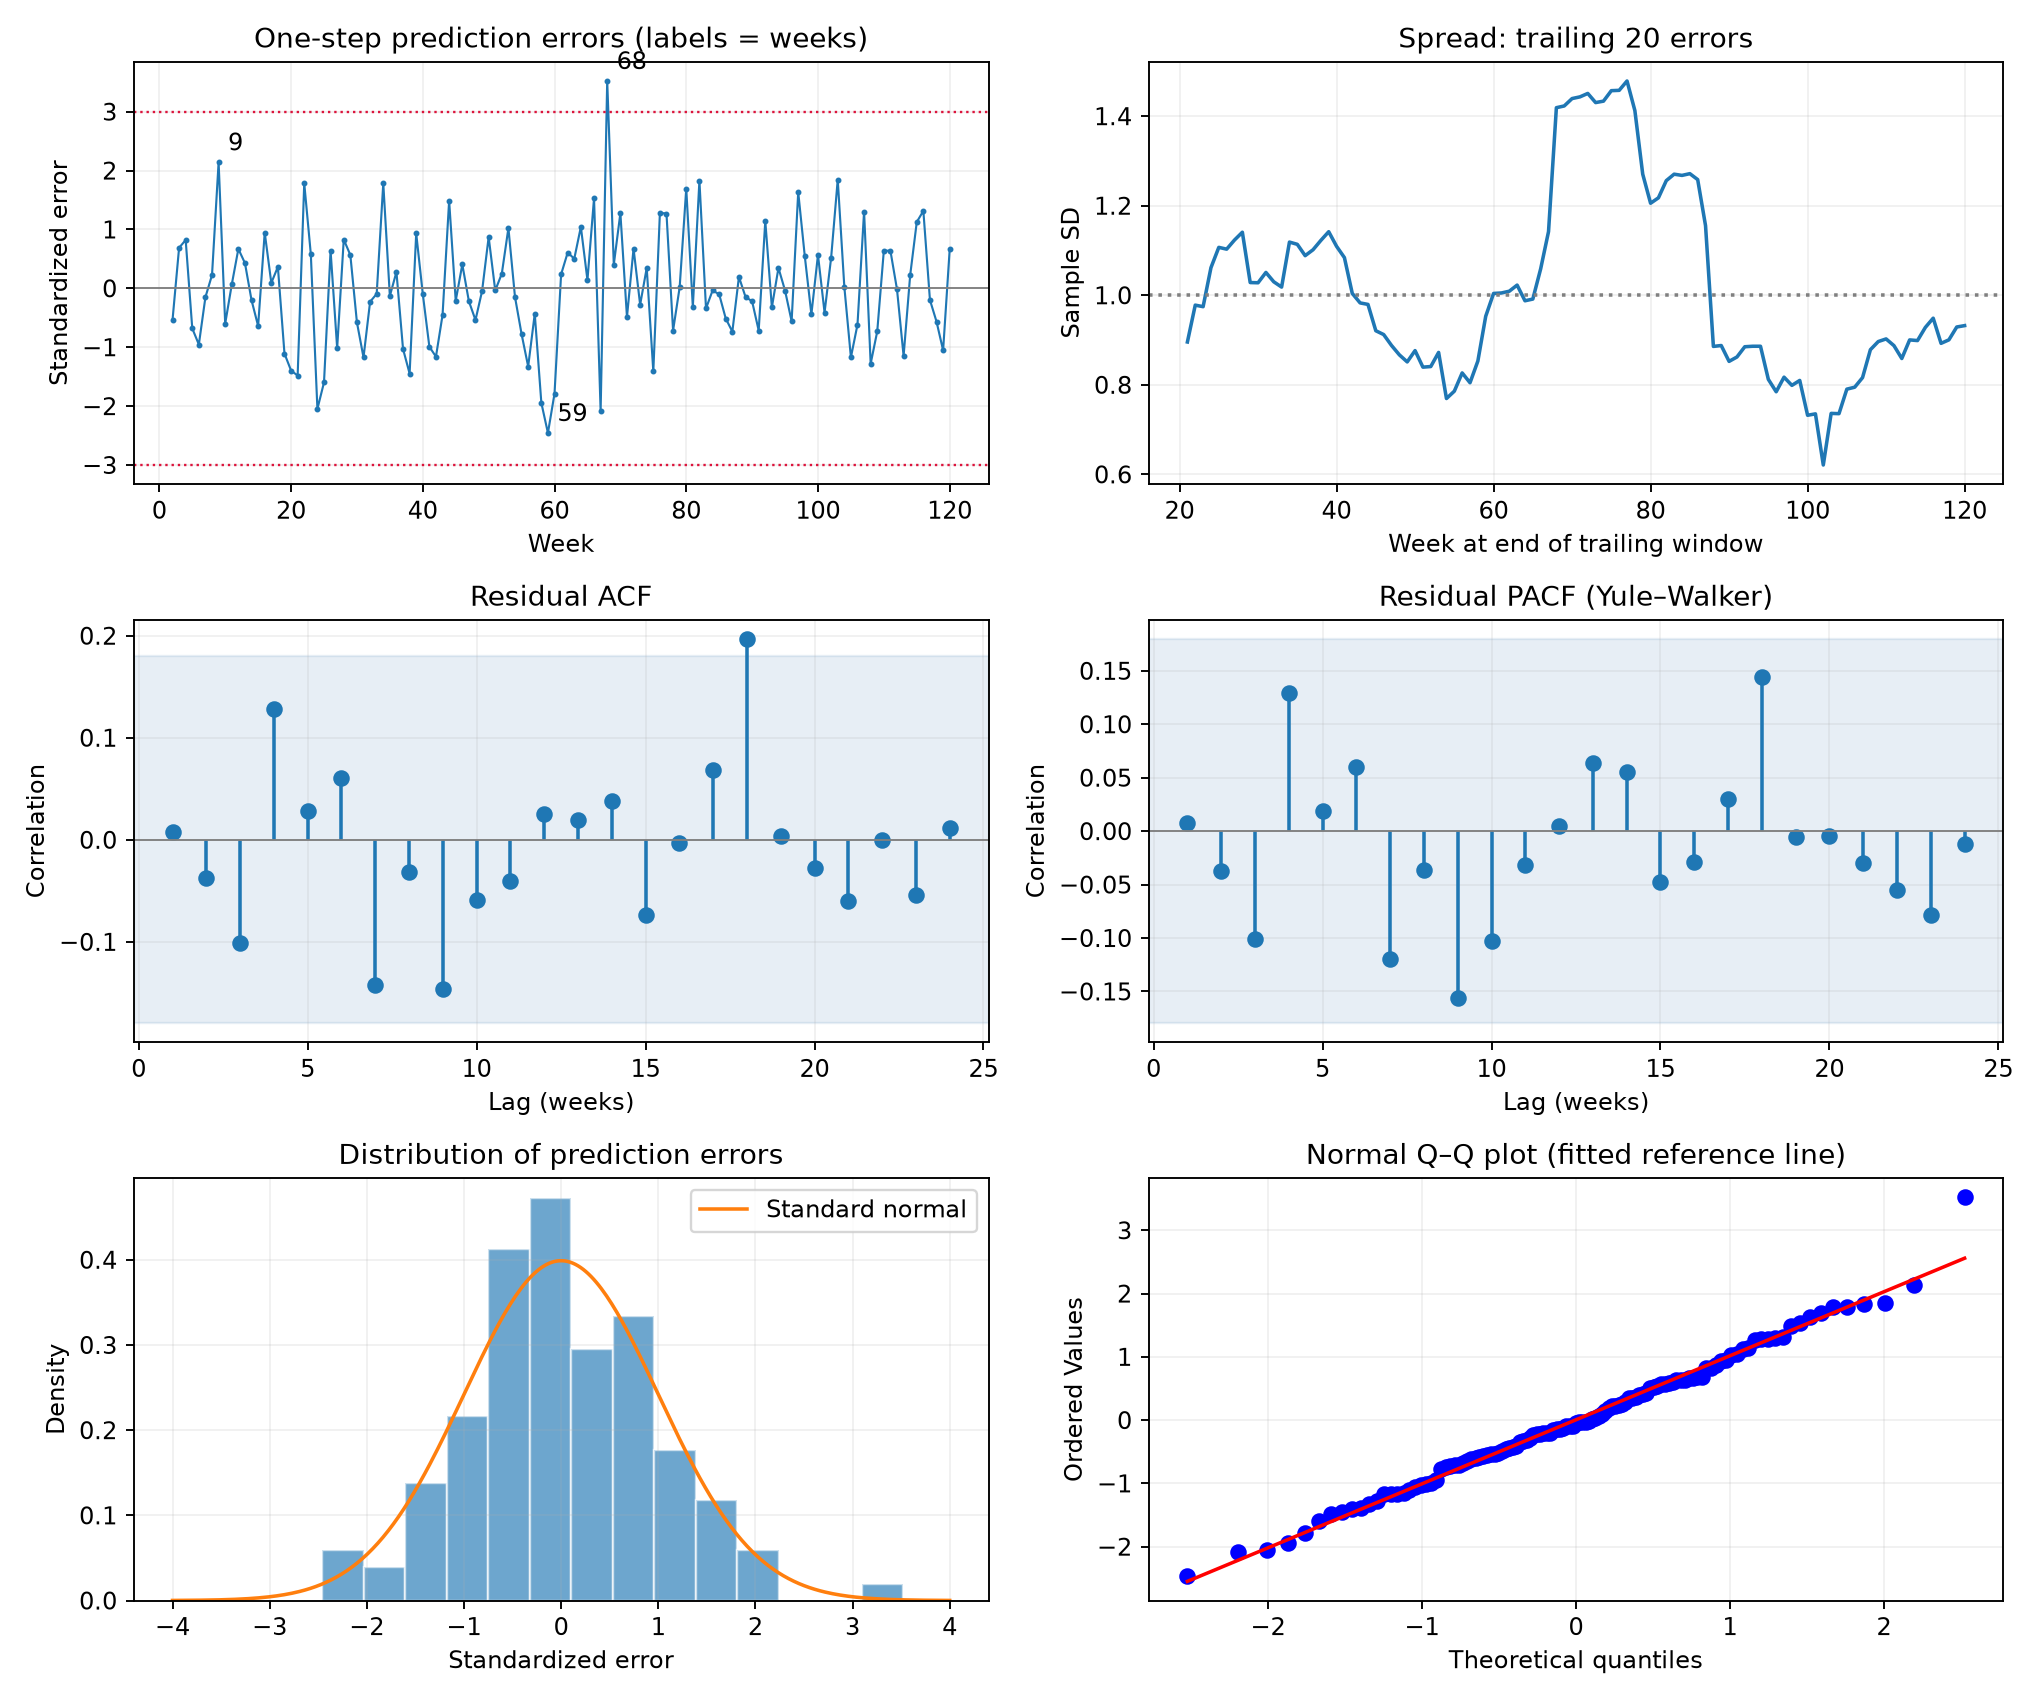 One-step prediction errors (labels = weeks)
68
9
59
Standardized error
3
2
1
0
−1
−2
−3
0 20 40 60 80 100 120
Week
Spread: trailing 20 errors
Sample SD
1.4
1.2
1.0
0.8
0.6
20 40 60 80 100 120
Week at end of trailing window
Residual ACF
Correlation
0.2
0.1
0.0
−0.1
0 5 10 15 20 25
Lag (weeks)
Residual PACF (Yule–Walker)
Correlation
0.15
0.10
0.05
0.00
−0.05
−0.10
−0.15
0 5 10 15 20 25
Lag (weeks)
Distribution of prediction errors
Standard normal
Density
0.4
0.3
0.2
0.1
0.0
−4 −3 −2 −1 0 1 2 3 4
Standardized error
Normal Q–Q plot (fitted reference line)
Ordered Values
3
2
1
0
−1
−2
−2 −1 0 1 2
Theoretical quantiles